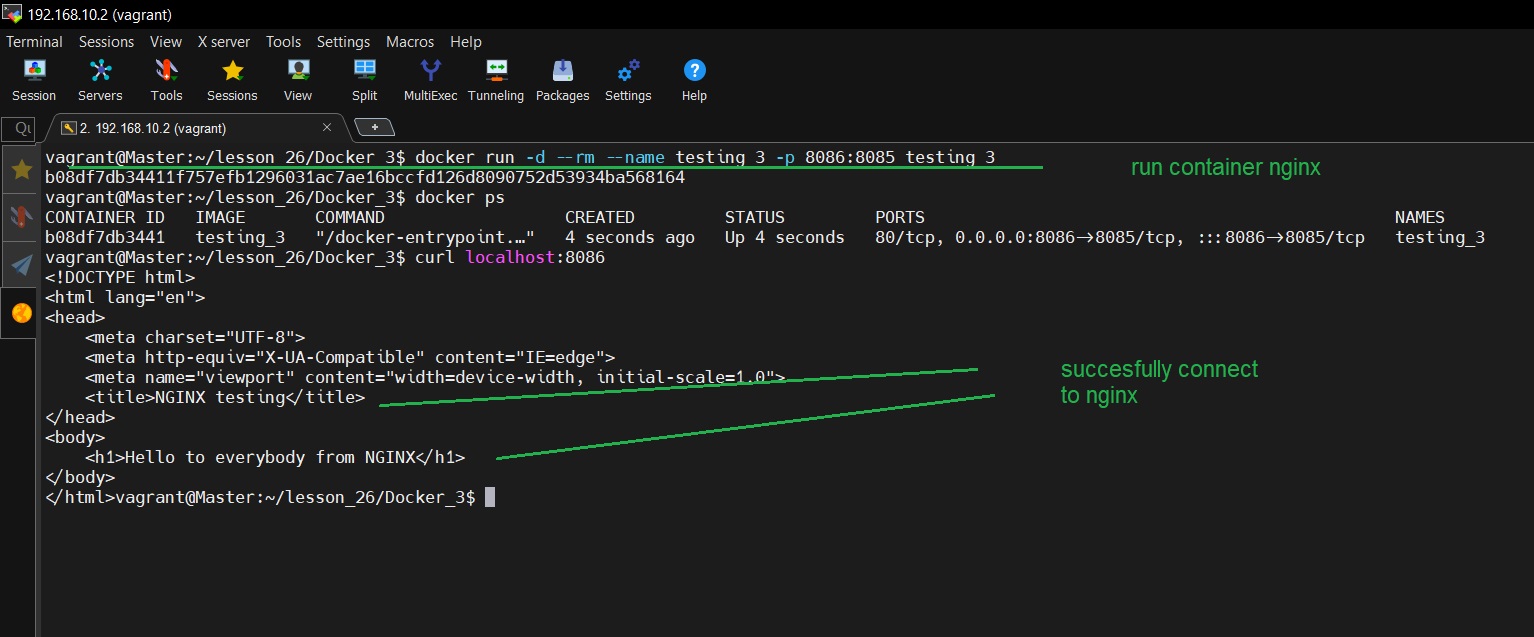 192.168.10.2 (vagrant)
Terminal Sessions View X server Tools Settings Macros Help
Session Servers Tools Sessions View Split MultiExec Tunneling Packages Settings Help
2. 192.168.10.2 (vagrant)
vagrant@Master:~/lesson_26/Docker_3$ docker run -d --rm --name testing_3 -p 8086:8085 testing_3
run container nginx
b08df7db34411f757efb1296031ac7ae16bccfd126d8090752d53934ba568164
vagrant@Master:~/lesson_26/Docker_3$ docker ps
CONTAINER ID IMAGE COMMAND CREATED STATUS PORTS NAMES
b08df7db3441 testing_3 "/docker-entrypoint.…" 4 seconds ago Up 4 seconds 80/tcp, 0.0.0.0:8086->8085/tcp, :::8086->8085/tcp testing_3
vagrant@Master:~/lesson_26/Docker_3$ curl localhost:8086
<!DOCTYPE html>
<html lang="en">
<head>
    <meta charset="UTF-8">
    <meta http-equiv="X-UA-Compatible" content="IE=edge">
    <meta name="viewport" content="width=device-width, initial-scale=1.0">
    <title>NGINX testing</title>
succesfully connect
to nginx
</head>
<body>
    <h1>Hello to everybody from NGINX</h1>
</body>
</html>vagrant@Master:~/lesson_26/Docker_3$